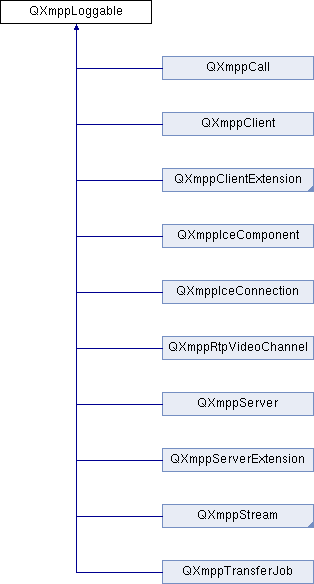 QXmppLoggable
QXmppCall
QXmppClient
QXmppClientExtension
QXmppIceComponent
QXmppIceConnection
QXmppRtpVideoChannel
QXmppServer
QXmppServerExtension
QXmppStream
QXmppTransferJob